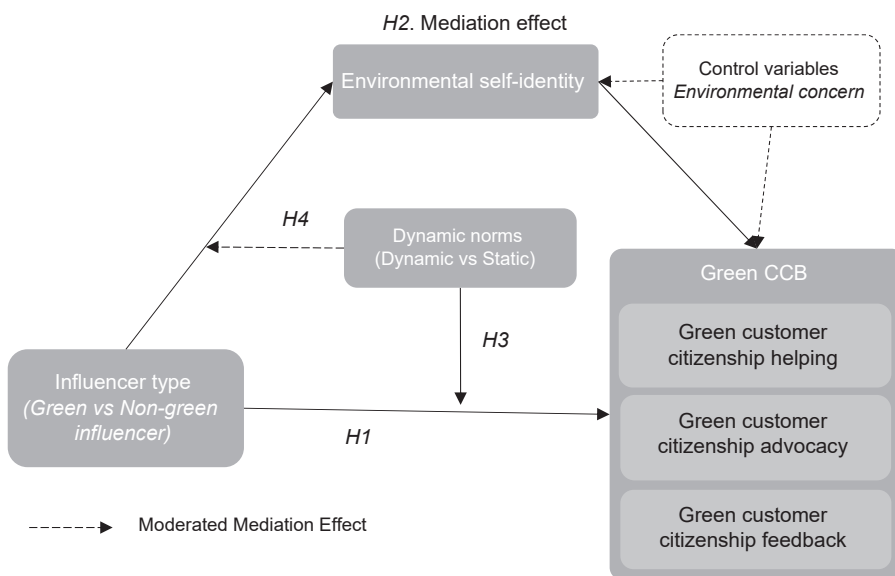 H2. Mediation effect
Environmental self-identity
Control variables
Environmental concern
H4
Dynamic norms
(Dynamic vs Static)
Green CCB
H3
Green customer
citizenship helping
Influencer type
(Green vs Non-green
influencer)
H1
Green customer
citizenship advocacy
Moderated Mediation Effect
Green customer
citizenship feedback